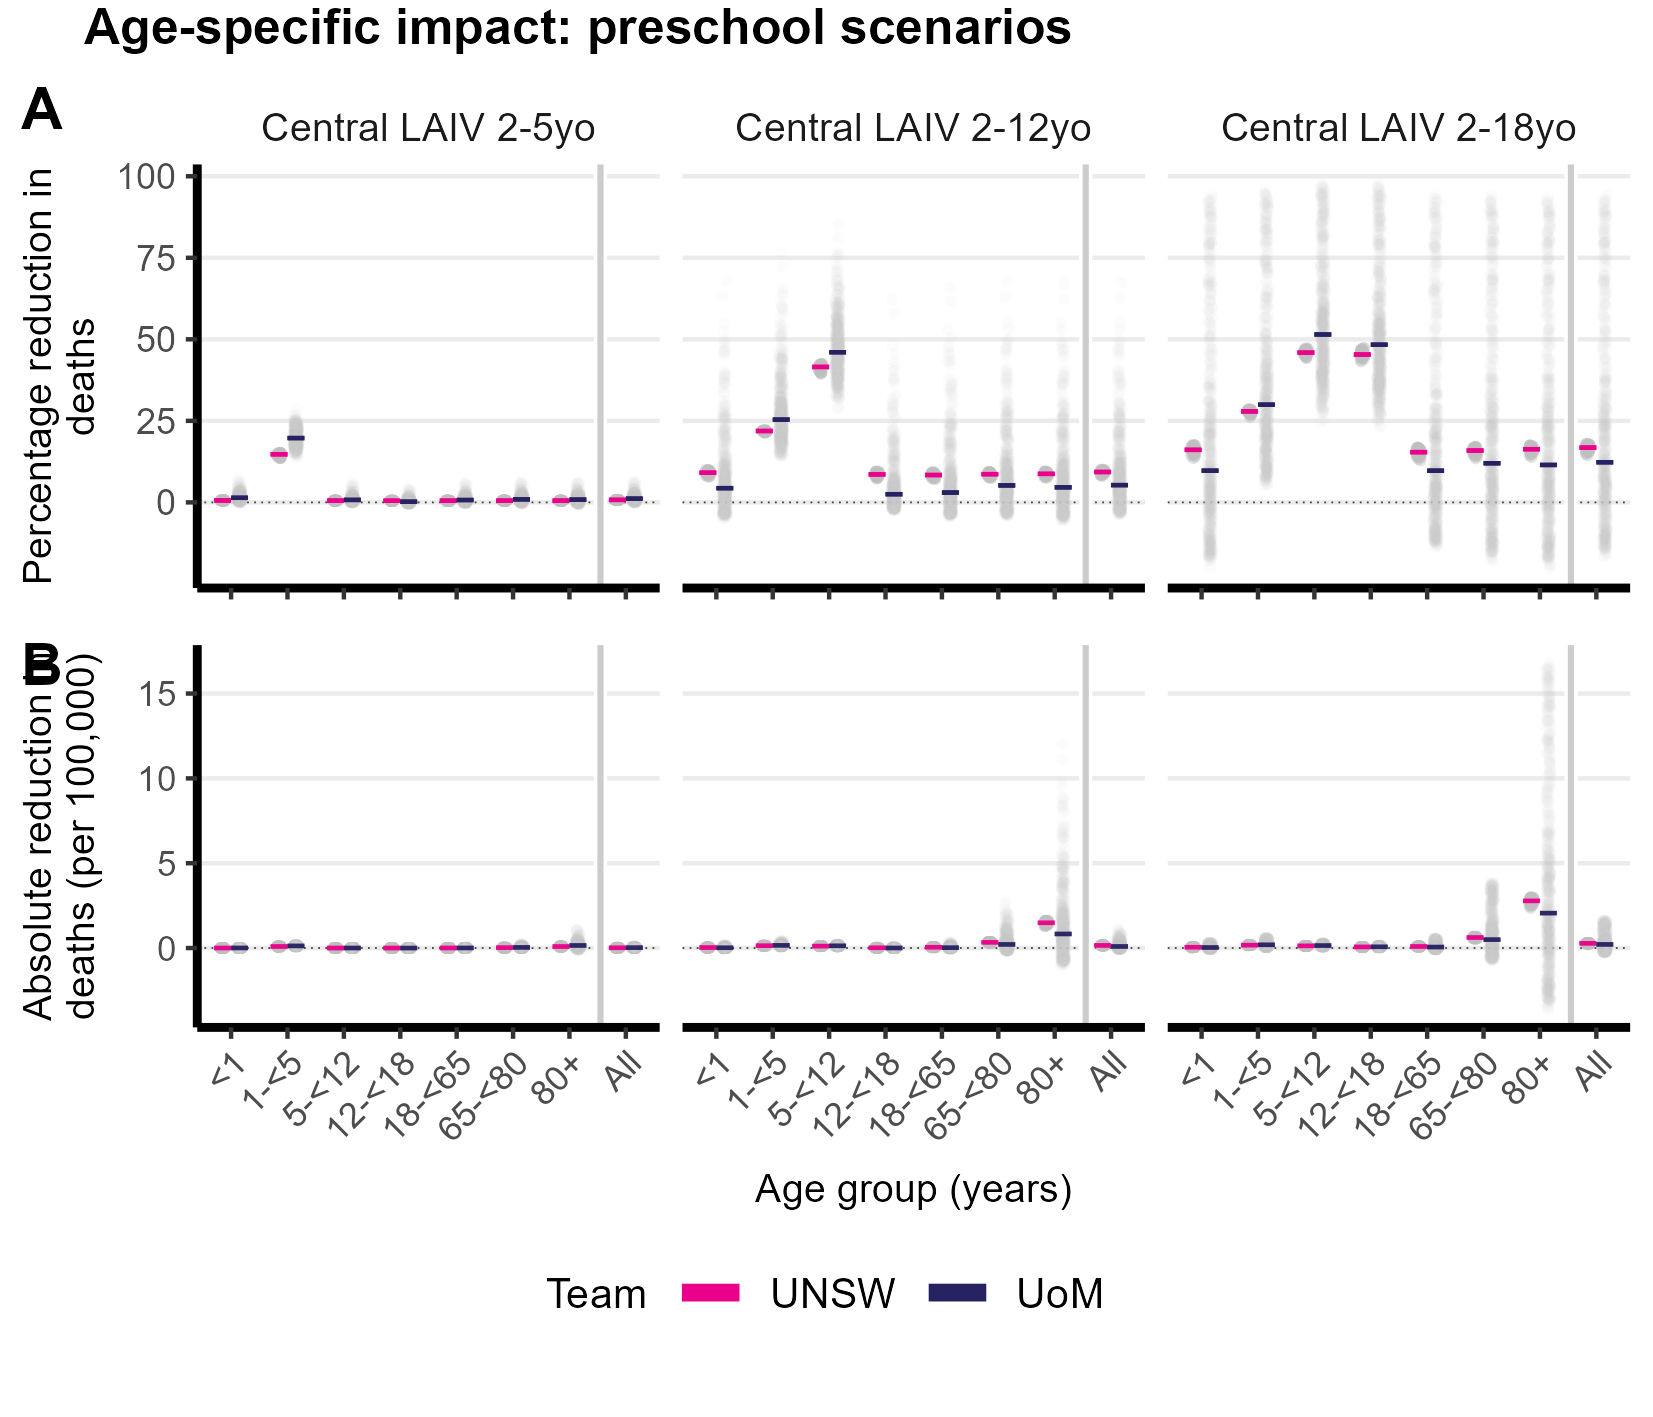 Age-specific impact: preschool scenarios
A
Central LAIV 2-5yo
Central LAIV 2-12yo
Central LAIV 2-18yo
Percentage reduction in
deaths
100
75
50
25
0
B
Absolute reduction in
deaths (per 100,000)
15
10
5
0
<1
1-<5
5-<12
12-<18
18-<65
65-<80
80+
All
<1
1-<5
5-<12
12-<18
18-<65
65-<80
80+
All
<1
1-<5
5-<12
12-<18
18-<65
65-<80
80+
All
Age group (years)
Team UNSW UoM